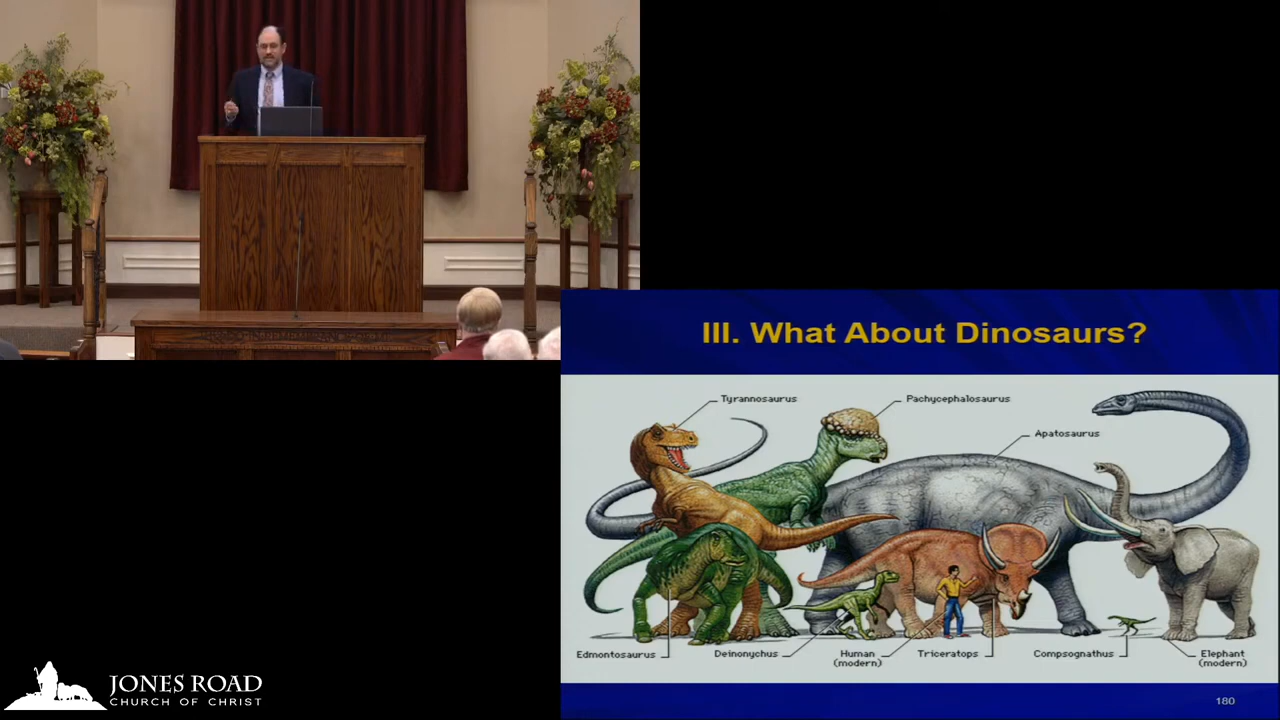 III. What About Dinosaurs?
Tyrannosaurus
Pachycephalosaurus
Apatosaurus
Edmontosaurus
Deinonychus
Human
(modern)
Triceratops
Compsognathus
Elephant
(modern)
180
JONES ROAD
CHURCH OF CHRIST